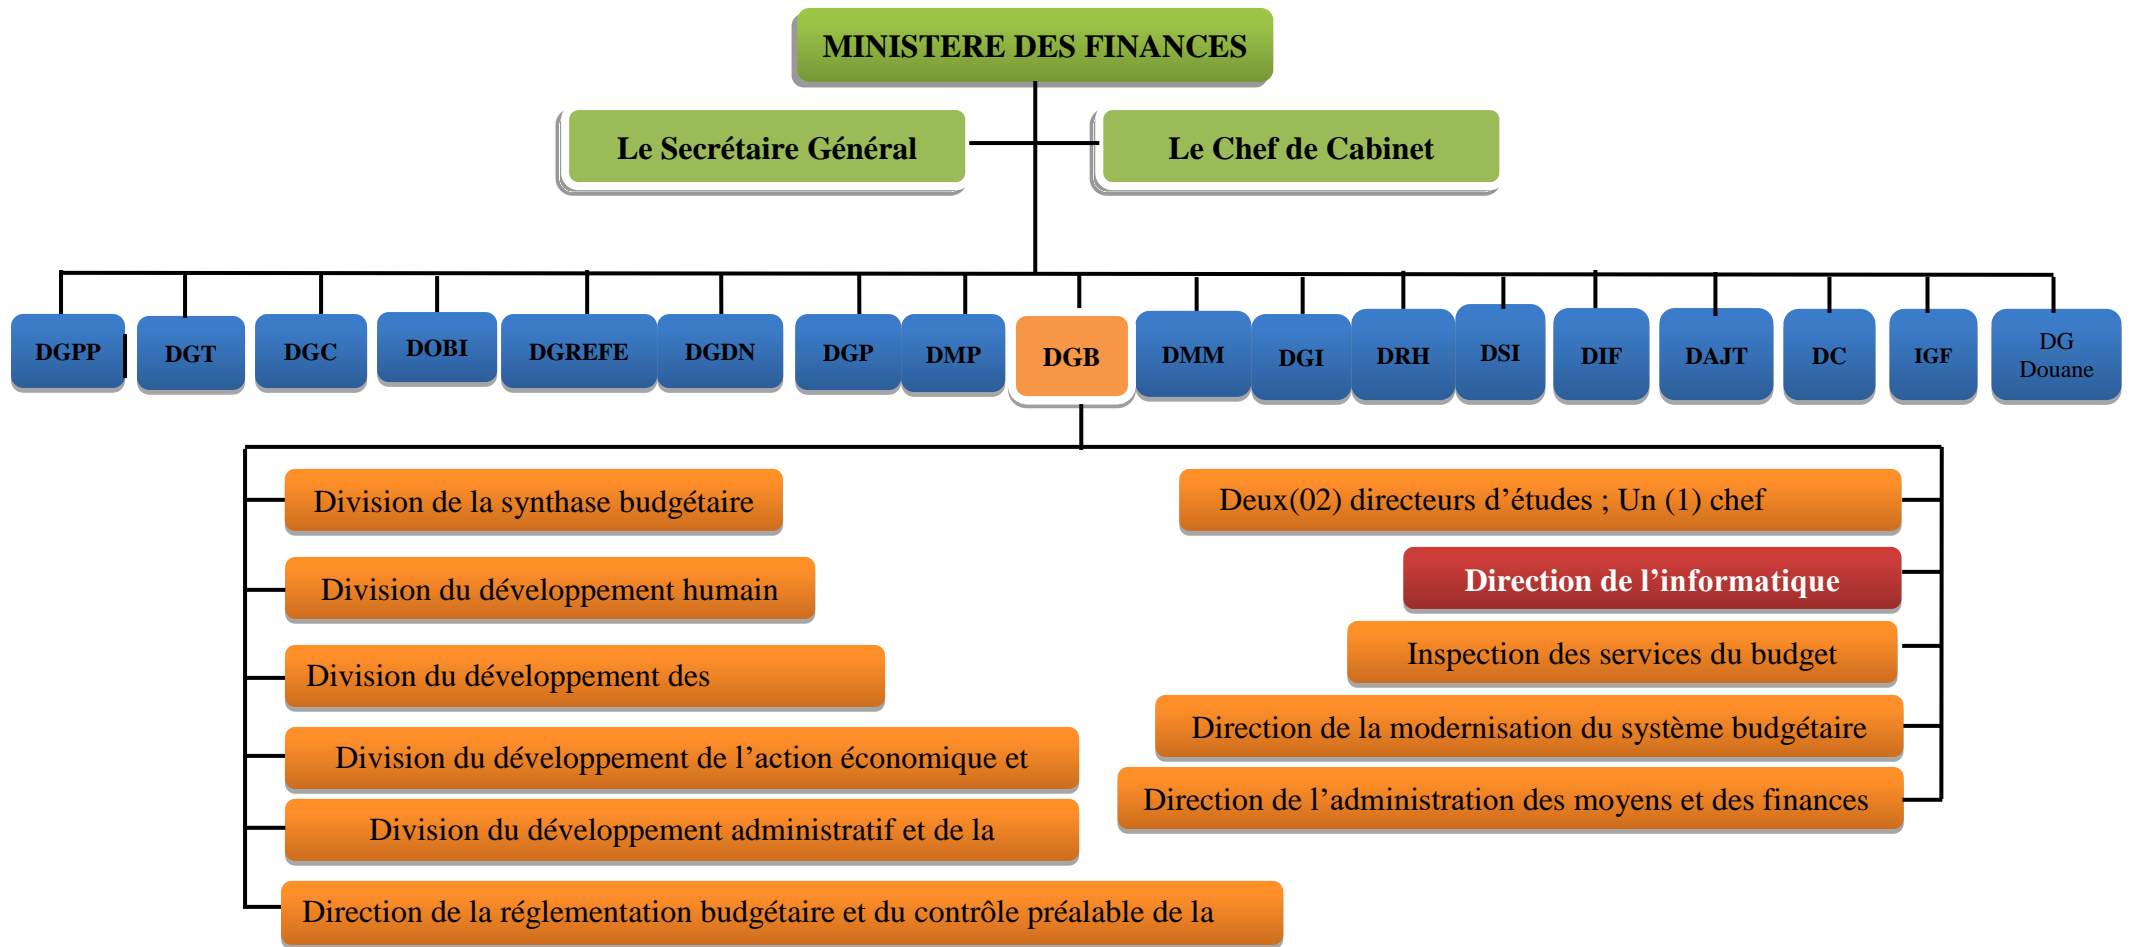 MINISTERE DES FINANCES
Le Secrétaire Général
Le Chef de Cabinet
DGPP
DGT
DGC
DOBI
DGREFE
DGDN
DGP
DMP
DGB
DMM
DGI
DRH
DSI
DIF
DAJT
DC
IGF
DG
Douane
Division de la synthase budgétaire
Division du développement humain
Division du développement des
Division du développement de l’action économique et
Division du développement administratif et de la
Direction de la réglementation budgétaire et du contrôle préalable de la
Deux(02) directeurs d’études ; Un (1) chef
Direction de l’informatique
Inspection des services du budget
Direction de la modernisation du système budgétaire
Direction de l’administration des moyens et des finances